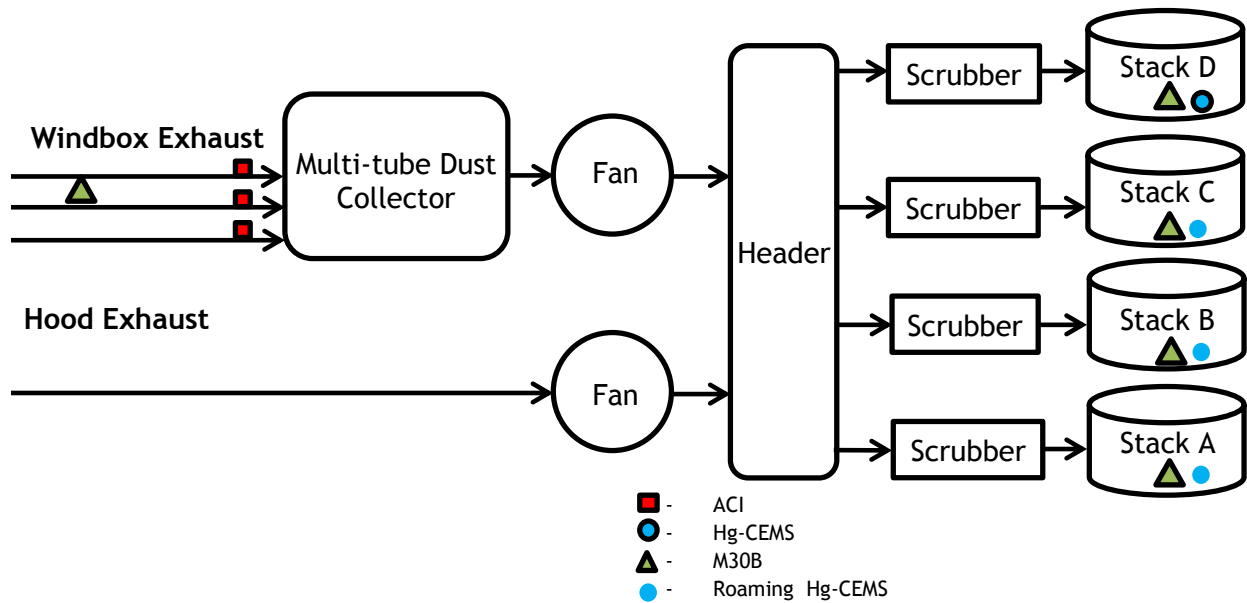 Windbox Exhaust
Multi-tube Dust
Collector
Fan
Hood Exhaust
Fan
Header
Scrubber
Stack D
Scrubber
Stack C
Scrubber
Stack B
Scrubber
Stack A
- ACI
- Hg-CEMS
- M30B
- Roaming Hg-CEMS